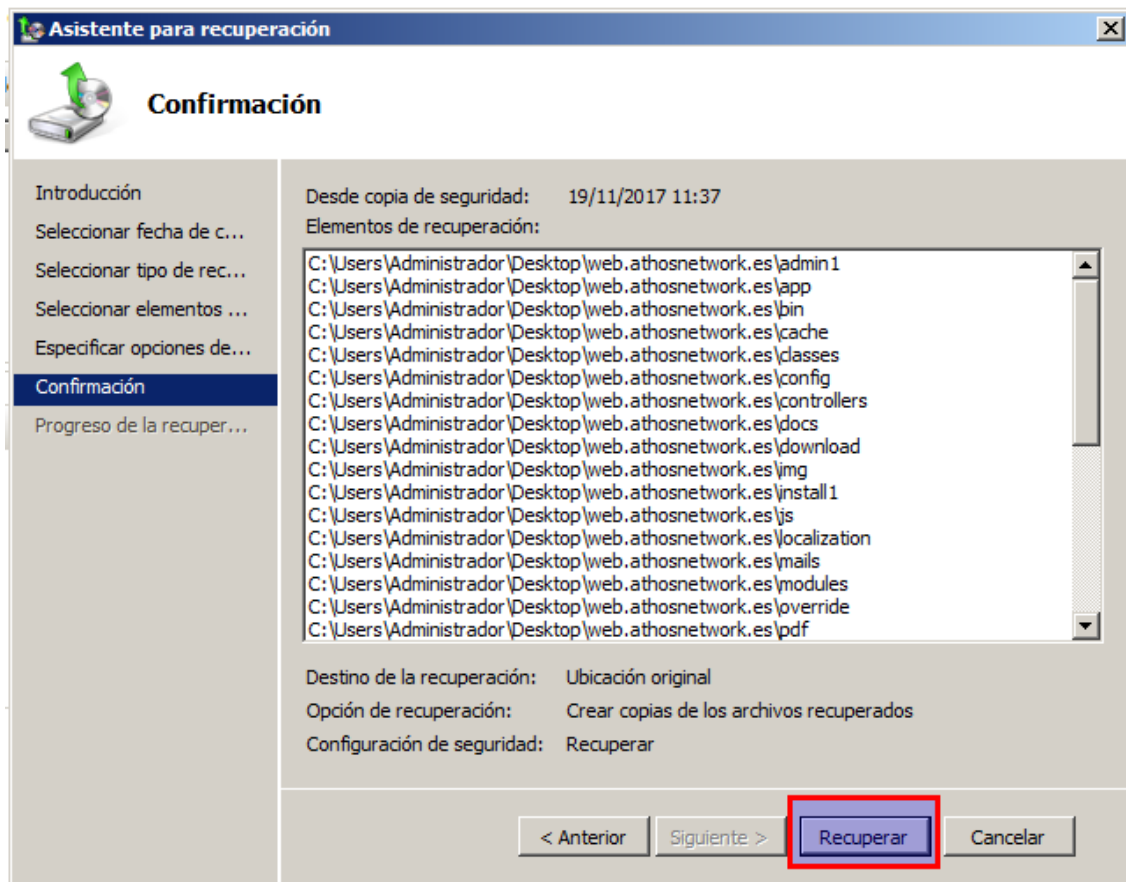 Asistente para recuperación
Confirmación
Introducción
Seleccionar fecha de c...
Seleccionar tipo de rec...
Seleccionar elementos ...
Especificar opciones de...
Confirmación
Progreso de la recuper...
Desde copia de seguridad: 19/11/2017 11:37
Elementos de recuperación:
C:\Users\Administrador\Desktop\web.athosnetwork.es\admin1
C:\Users\Administrador\Desktop\web.athosnetwork.es\app
C:\Users\Administrador\Desktop\web.athosnetwork.es\bin
C:\Users\Administrador\Desktop\web.athosnetwork.es\cache
C:\Users\Administrador\Desktop\web.athosnetwork.es\classes
C:\Users\Administrador\Desktop\web.athosnetwork.es\config
C:\Users\Administrador\Desktop\web.athosnetwork.es\controllers
C:\Users\Administrador\Desktop\web.athosnetwork.es\docs
C:\Users\Administrador\Desktop\web.athosnetwork.es\download
C:\Users\Administrador\Desktop\web.athosnetwork.es\img
C:\Users\Administrador\Desktop\web.athosnetwork.es\install1
C:\Users\Administrador\Desktop\web.athosnetwork.es\js
C:\Users\Administrador\Desktop\web.athosnetwork.es\localization
C:\Users\Administrador\Desktop\web.athosnetwork.es\mails
C:\Users\Administrador\Desktop\web.athosnetwork.es\modules
C:\Users\Administrador\Desktop\web.athosnetwork.es\override
C:\Users\Administrador\Desktop\web.athosnetwork.es\pdf
Destino de la recuperación: Ubicación original
Opción de recuperación: Crear copias de los archivos recuperados
Configuración de seguridad: Recuperar
< Anterior Siguiente > Recuperar Cancelar